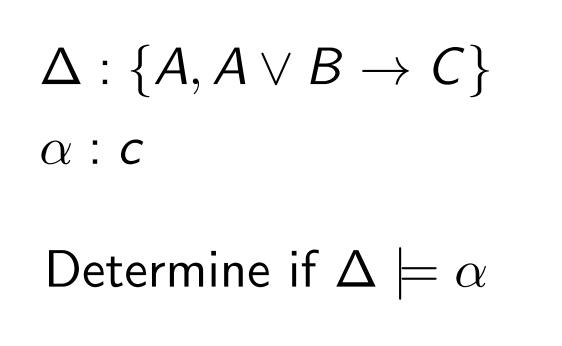 Δ : {A, A ∨ B → C}
α : c
Determine if Δ ⊨ α